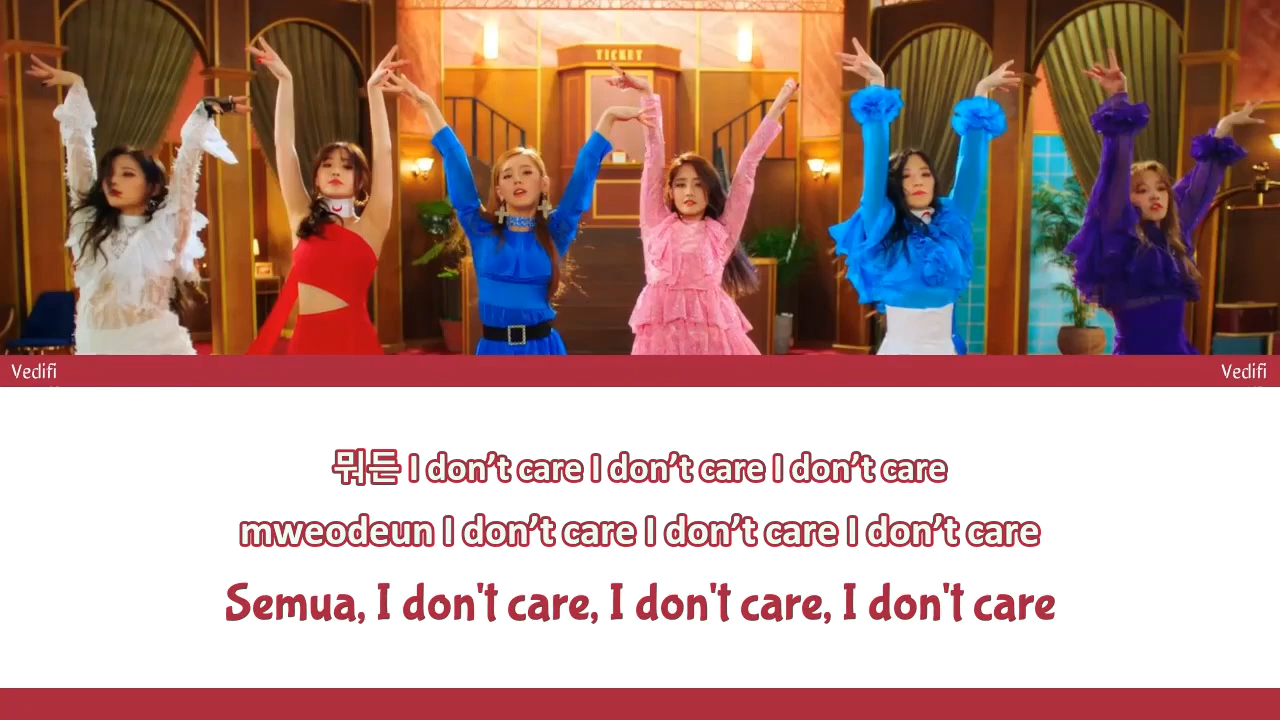 TICKET
Vedifi Vedifi
뭐든 I don’t care I don’t care I don’t care
mweodeun I don’t care I don’t care I don’t care
Semua, I don't care, I don't care, I don't care